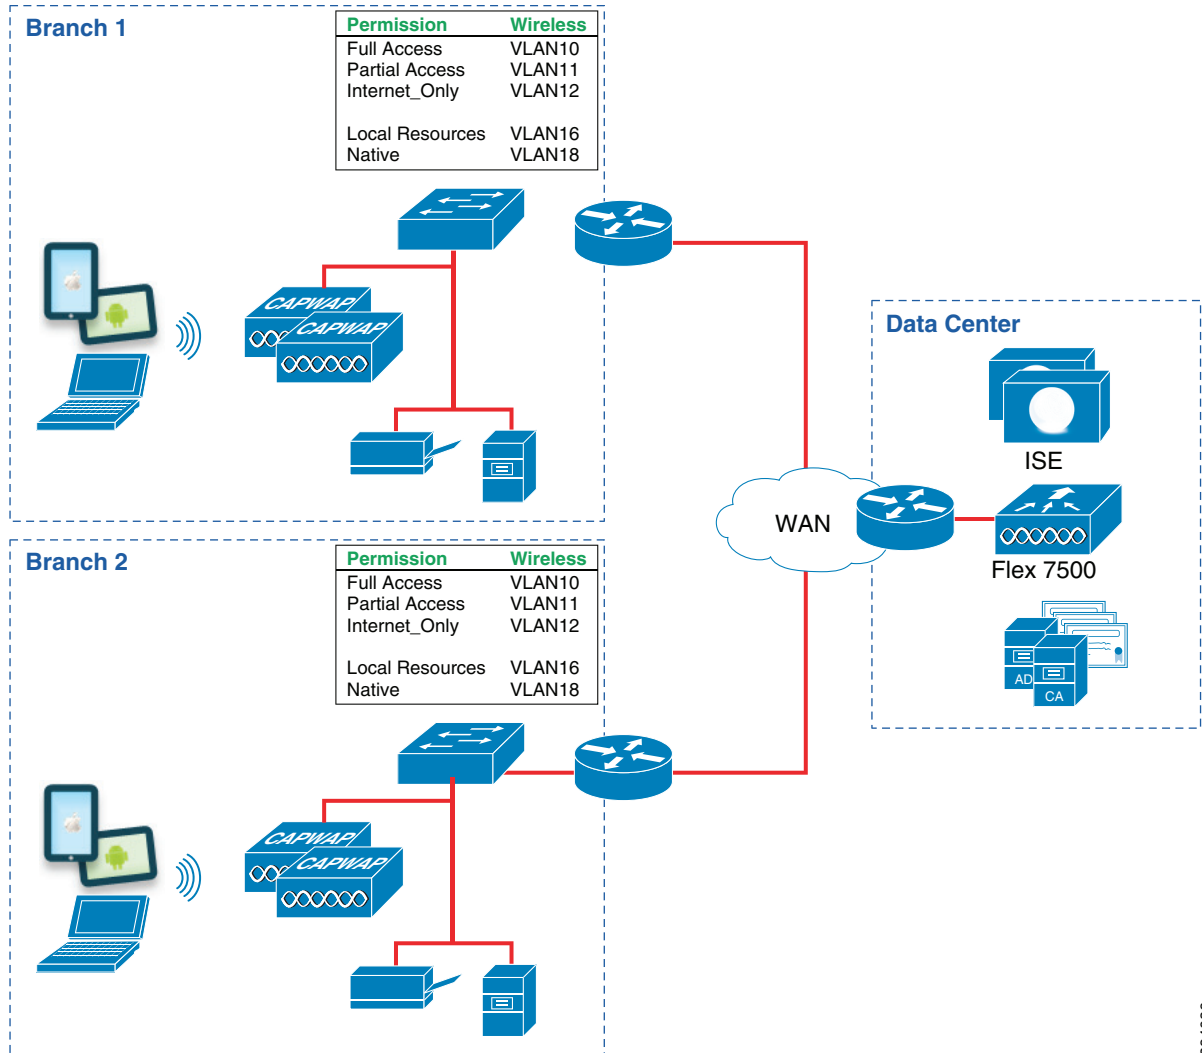 Branch 1
Permission Wireless
Full Access VLAN10
Partial Access VLAN11
Internet_Only VLAN12
Local Resources VLAN16
Native VLAN18
CAPWAP
CAPWAP
Data Center
ISE
WAN
Flex 7500
AD
CA
Branch 2
Permission Wireless
Full Access VLAN10
Partial Access VLAN11
Internet_Only VLAN12
Local Resources VLAN16
Native VLAN18
CAPWAP
CAPWAP